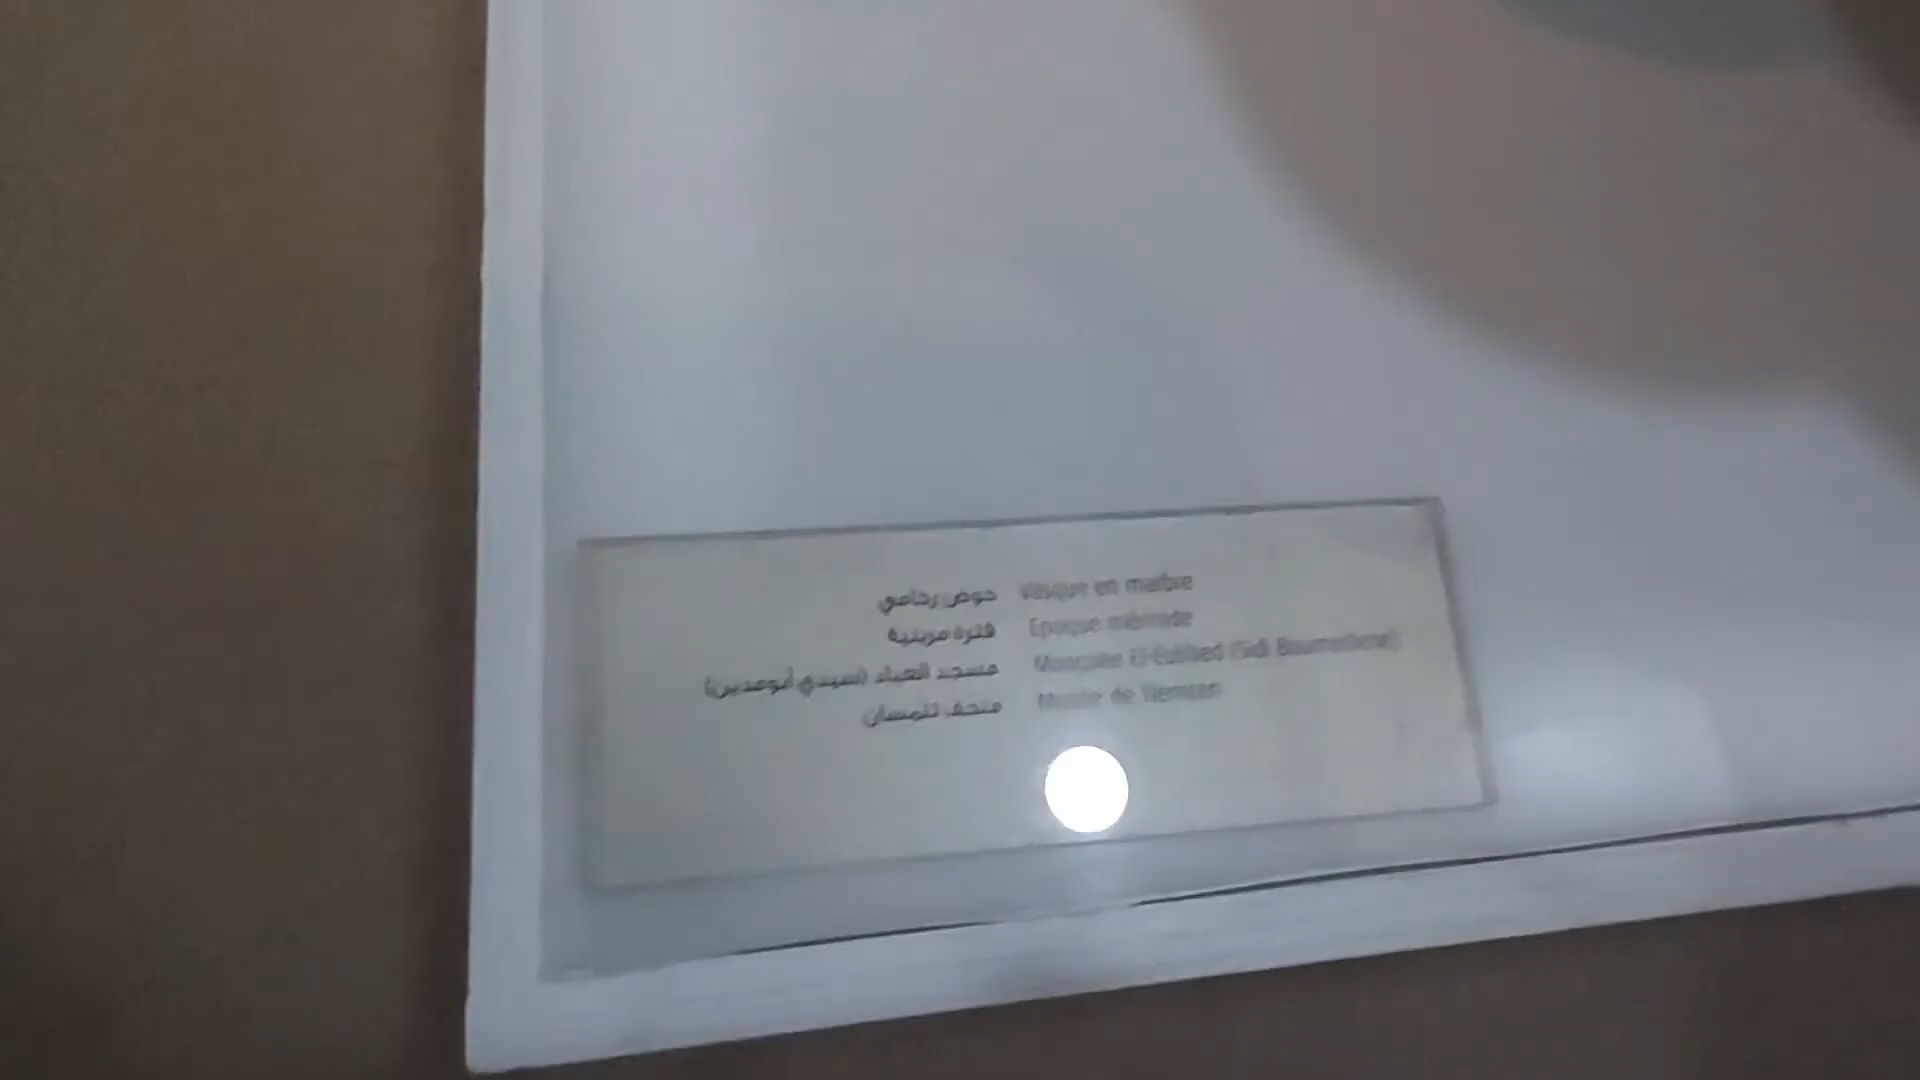 حوض رخامي
فترة مرينية
مسجد العباد (سيدي أبومدين)
متحف تلمسان
Vasque en marbre
Epoque mérinide
Mosquée El-Eubbed (Sidi Boumediene)
Musée de Tlemcen